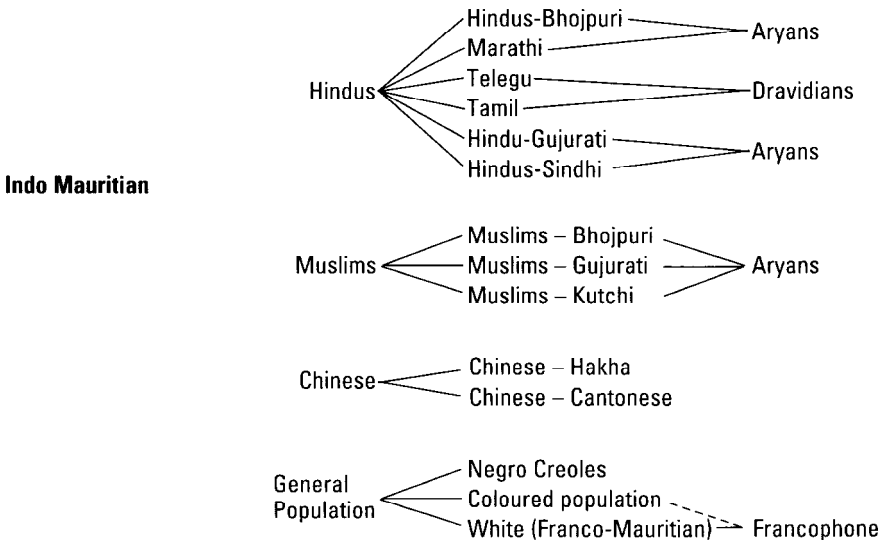 Hindus-Bhojpuri
Aryans
Marathi
Telegu
Hindus
Dravidians
Tamil
Hindu-Gujurati
Aryans
Hindus-Sindhi
Indo Mauritian
Muslims – Bhojpuri
Muslims
Muslims – Gujurati
Aryans
Muslims – Kutchi
Chinese – Hakha
Chinese
Chinese – Cantonese
Negro Creoles
General
Population
Coloured population
White (Franco-Mauritian)
Francophone